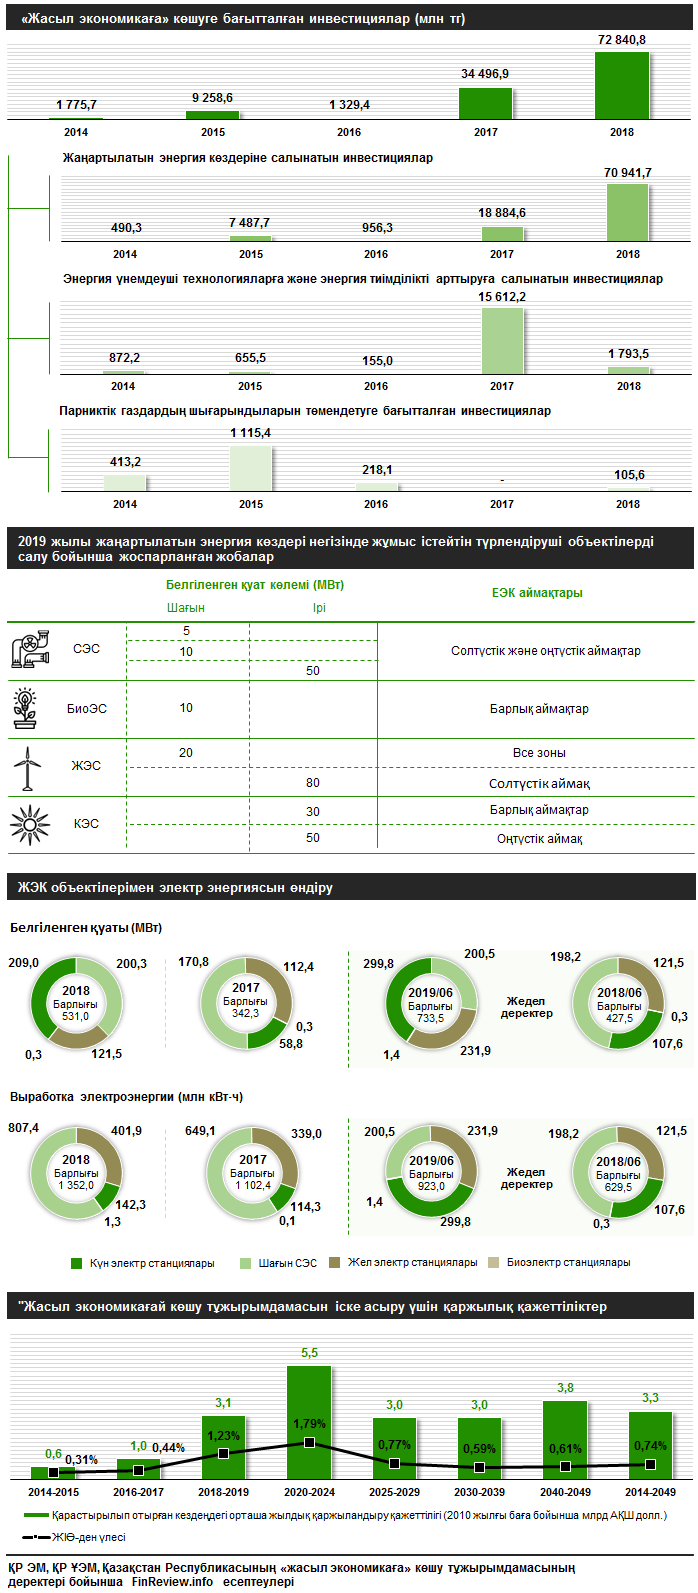 «Жасыл экономикаға» көшуге бағытталған инвестициялар (млн тг)
1 775,7 9 258,6 1 329,4 34 496,9 72 840,8
2014 2015 2016 2017 2018
Жаңартылатын энергия көздеріне салынатын инвестициялар
490,3 7 487,7 956,3 18 884,6 70 941,7
2014 2015 2016 2017 2018
Энергия үнемдеуші технологияларға және энергия тиімділікті арттыруға салынатын инвестициялар
872,2 655,5 155,0 15 612,2 1 793,5
2014 2015 2016 2017 2018
Парниктік газдардың шығарындыларын төмендетуге бағытталған инвестициялар
413,2 1 115,4 218,1 - 105,6
2014 2015 2016 2017 2018
2019 жылы жаңартылатын энергия көздері негізінде жұмыс істейтін түрлендіруші объектілерді
салу бойынша жоспарланған жобалар
Белгіленген қуат көлемі (МВт) ЕЭК аймақтары
Шағын Ірі
СЭС 5
10 Солтүстік және оңтүстік аймақтар
50
БиоЭС 10 Барлық аймақтар
ЖЭС 20 Все зоны
80 Солтүстік аймақ
КЭС 30 Барлық аймақтар
50 Оңтүстік аймақ
ЖЭК объектілерімен электр энергиясын өндіру
Белгіленген қуаты (МВт)
209,0 200,3 2018 Барлығы 531,0 0,3 121,5
170,8 112,4 2017 Барлығы 342,3 0,3 58,8
299,8 200,5 2019/06 Барлығы 733,5 1,4 231,9
Жедел
деректер
198,2 121,5 2018/06 Барлығы 427,5 0,3 107,6
Выработка электроэнергии (млн кВт-ч)
807,4 401,9 2018 Барлығы 1 352,0 142,3 1,3
649,1 339,0 2017 Барлығы 1 102,4 114,3 0,1
200,5 231,9 2019/06 Барлығы 923,0 1,4 299,8
Жедел
деректер
198,2 121,5 2018/06 Барлығы 629,5 0,3 107,6
Күн электр станциялары Шағын СЭС Жел электр станциялары Биоэлектр станциялары
"Жасыл экономикағай көшу тұжырымдамасын іске асыру үшін қаржылық қажеттіліктер
0,6 1,0 3,1 5,5 3,0 3,0 3,8 3,3
0,31% 0,44% 1,23% 1,79% 0,77% 0,59% 0,61% 0,74%
2014-2015 2016-2017 2018-2019 2020-2024 2025-2029 2030-2039 2040-2049 2014-2049
Қарастырылып отырған кезеңдегі орташа жылдық қаржыландыру қажеттілігі (2010 жылғы баға бойынша млрд АҚШ долл.)
ЖІӨ-ден үлесі
ҚР ЭМ, ҚР ҰЭМ, Қазақстан Республикасының «жасыл экономикаға» көшу тұжырымдамасының
деректері бойынша FinReview.info есептеулері